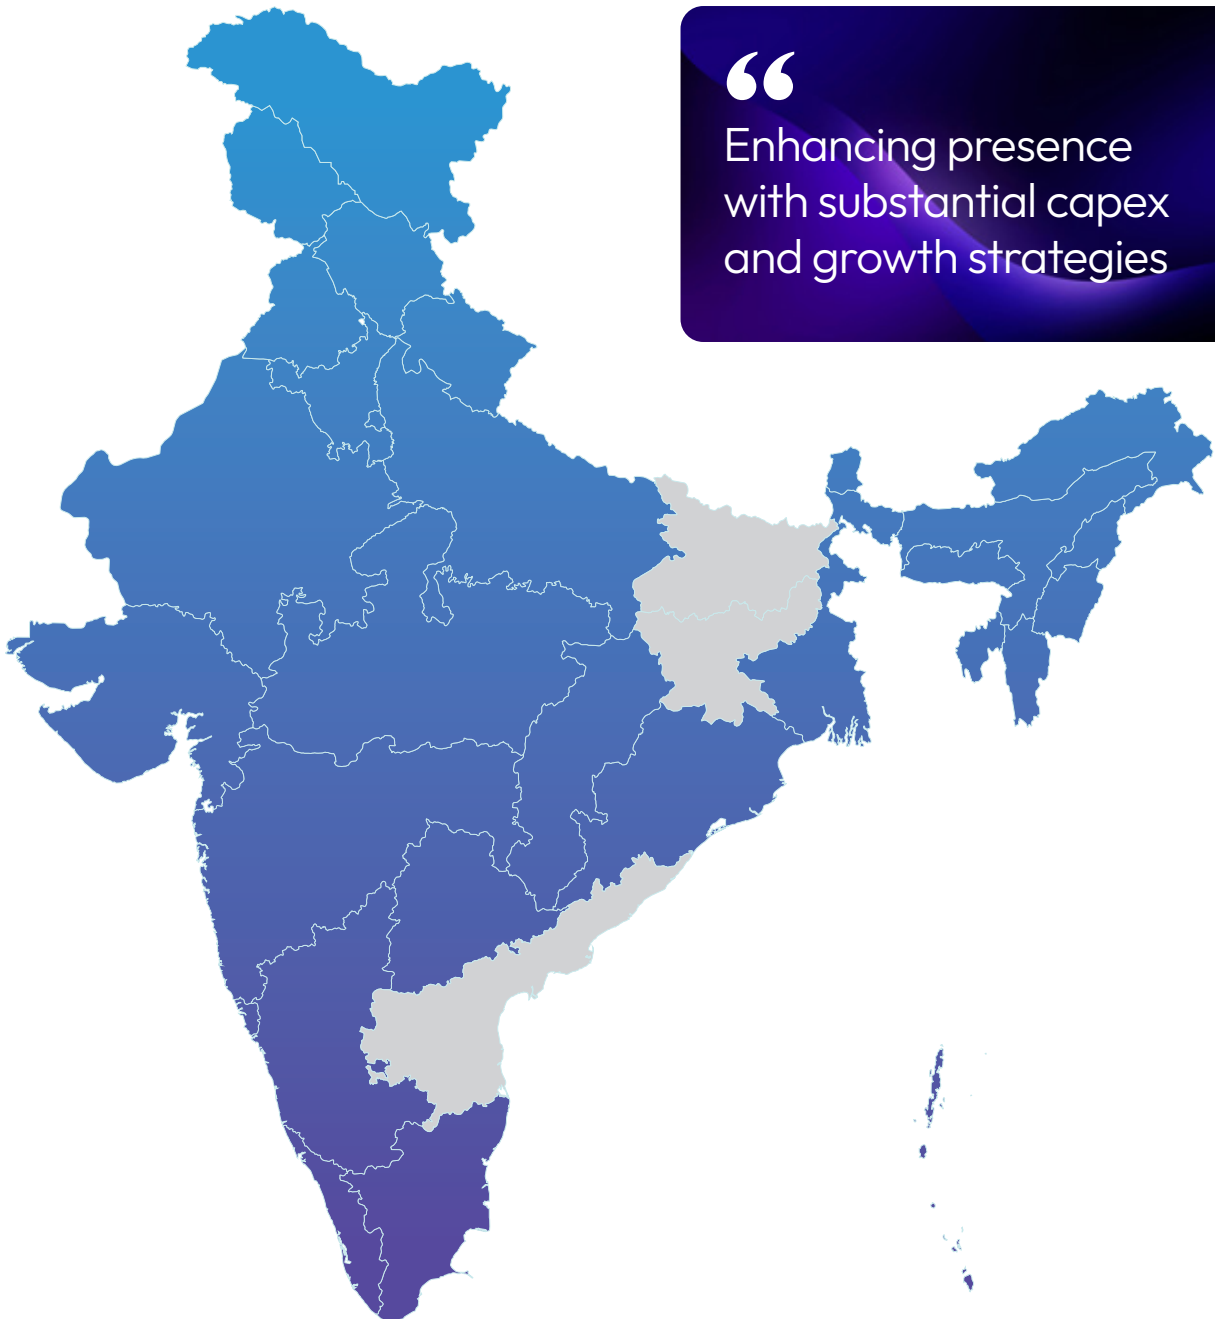 “
Enhancing presence
with substantial capex
and growth strategies